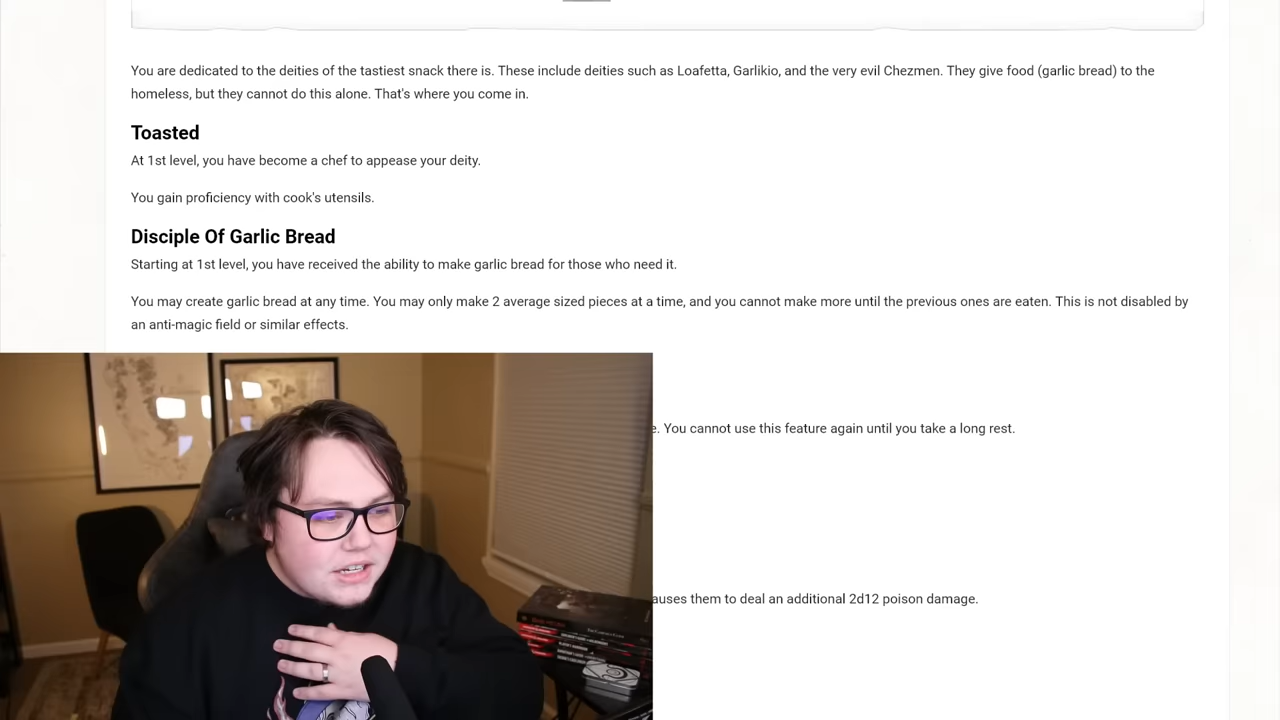 You are dedicated to the deities of the tastiest snack there is. These include deities such as Loafetta, Garlikio, and the very evil Chezmen. They give food (garlic bread) to the
homeless, but they cannot do this alone. That's where you come in.
Toasted
At 1st level, you have become a chef to appease your deity.
You gain proficiency with cook's utensils.
Disciple Of Garlic Bread
Starting at 1st level, you have received the ability to make garlic bread for those who need it.
You may create garlic bread at any time. You may only make 2 average sized pieces at a time, and you cannot make more until the previous ones are eaten. This is not disabled by
an anti-magic field or similar effects.
e. You cannot use this feature again until you take a long rest.
auses them to deal an additional 2d12 poison damage.